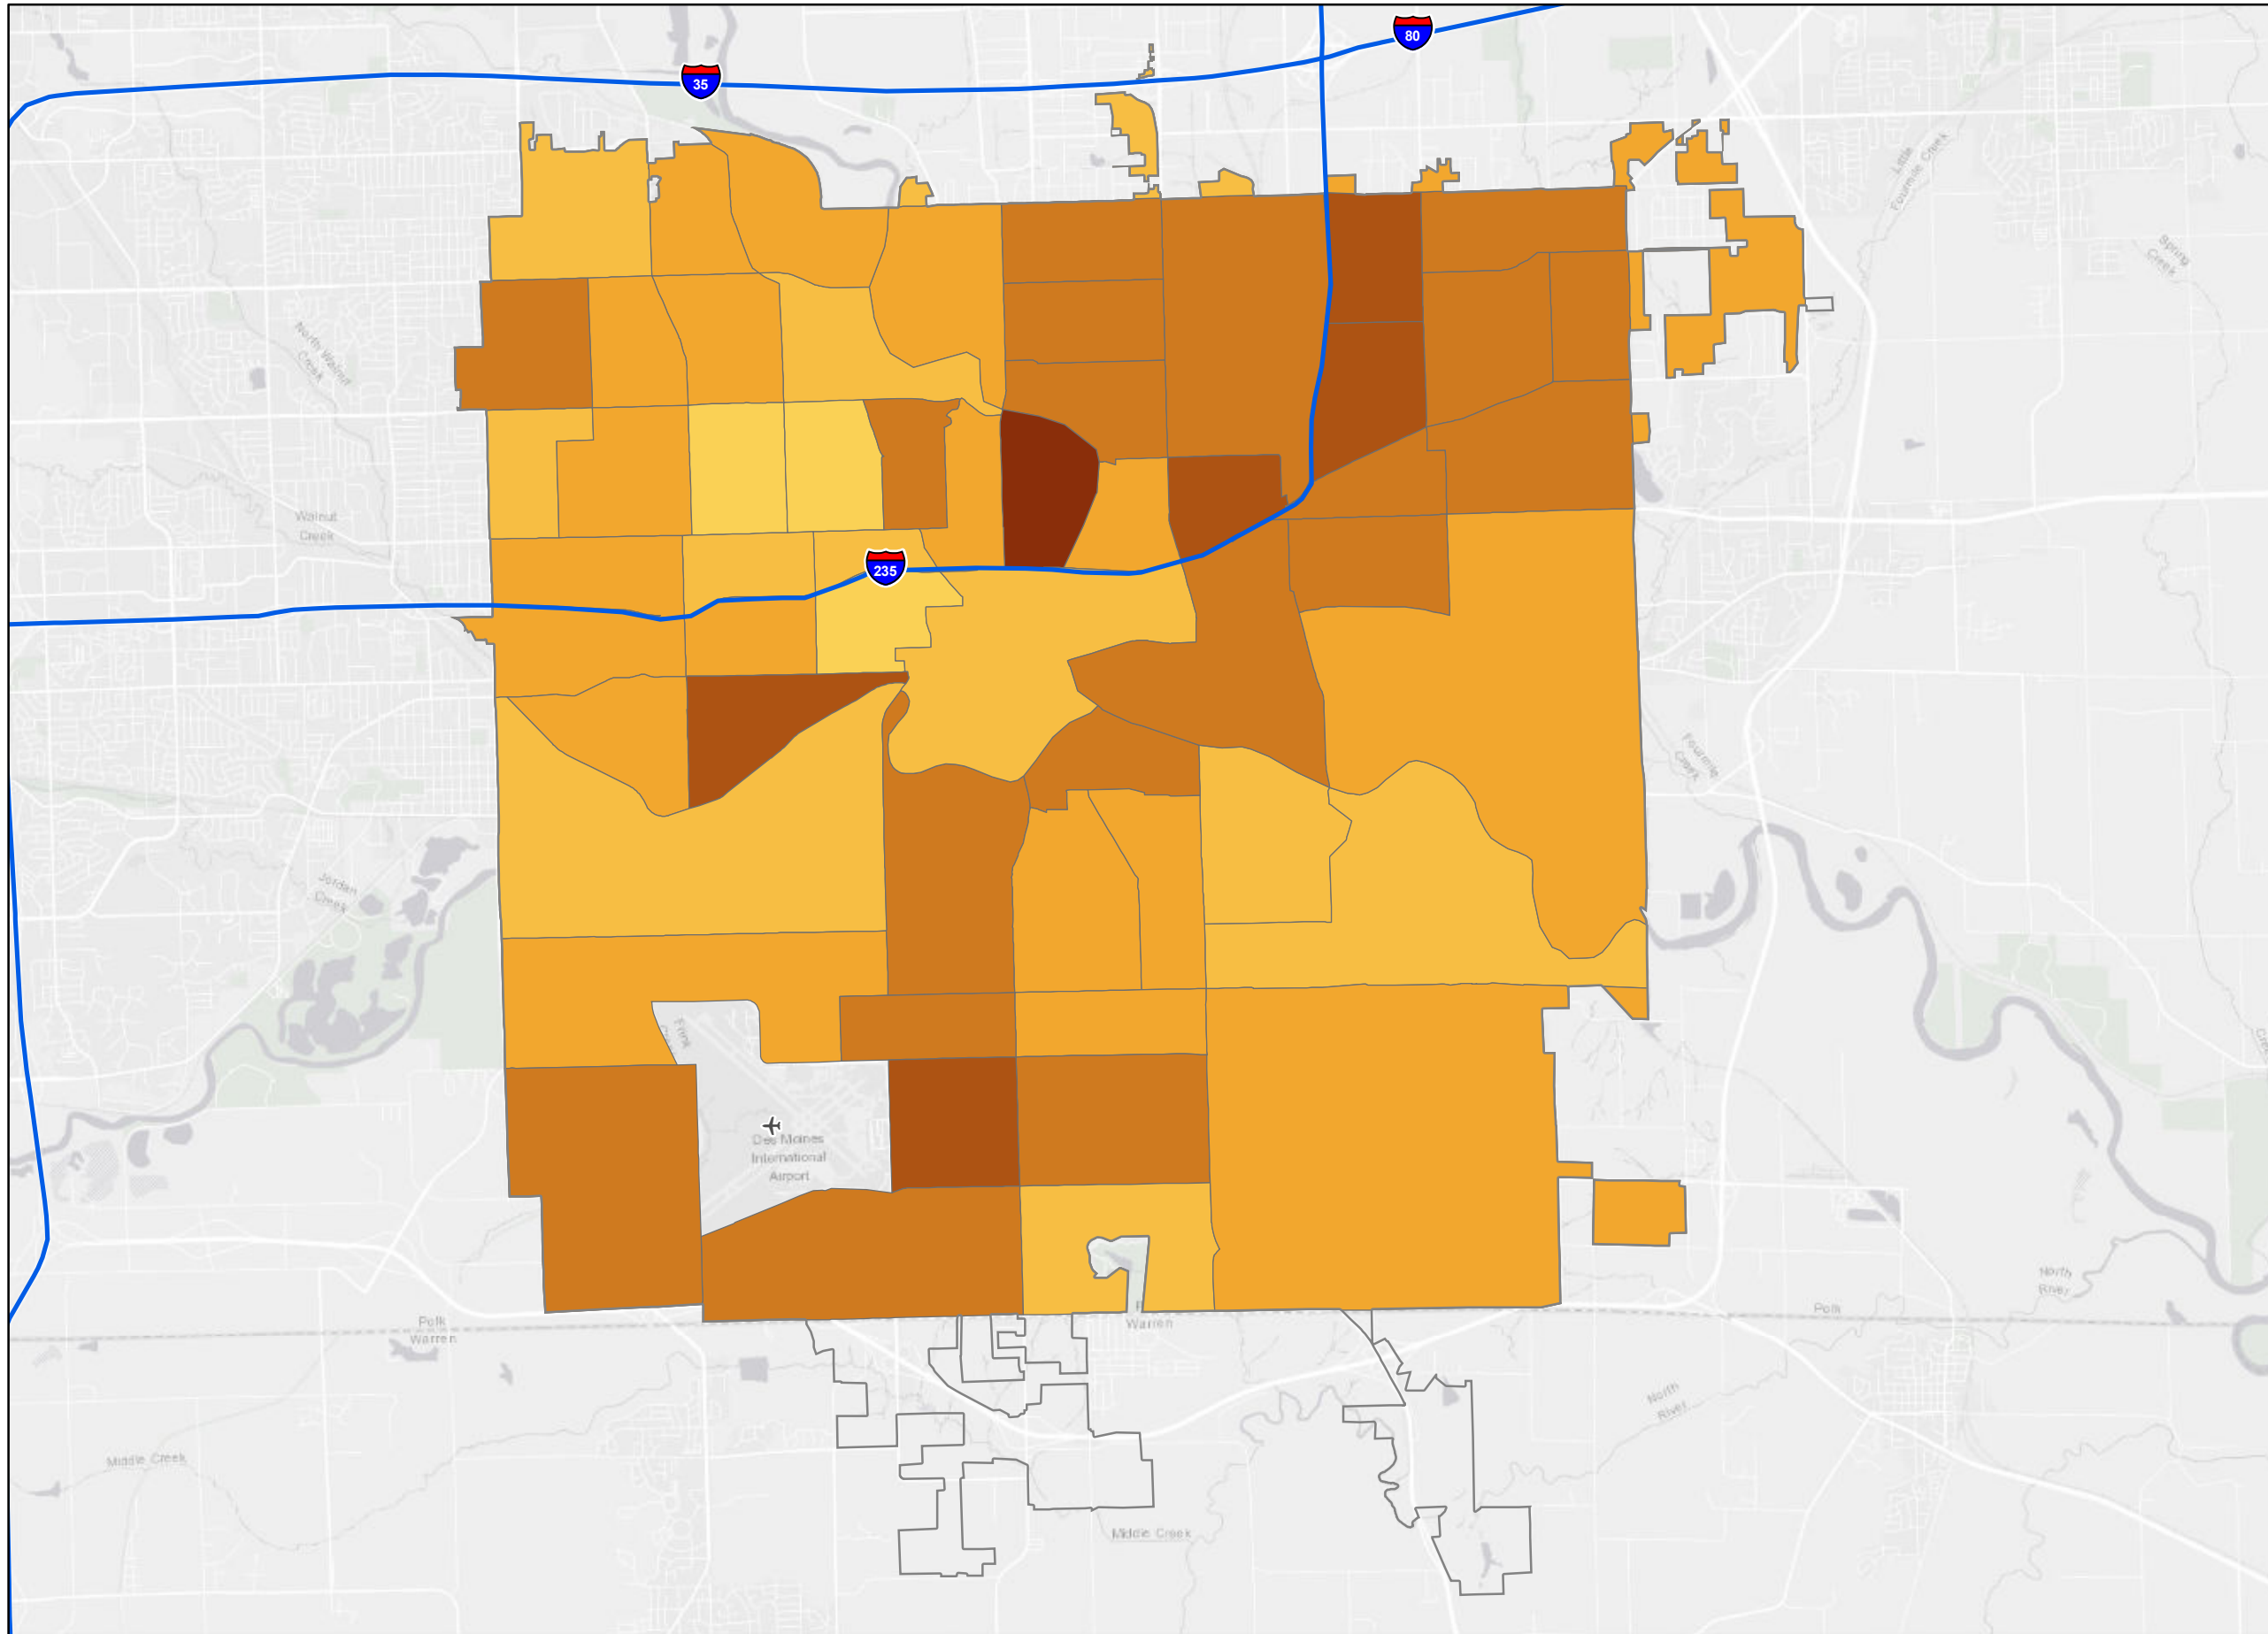 80
35
Little
Fourmile Creek
Spring
Creek
North Walnut
Creek
Walnut
Creek
235
Fourmile
Creek
Jordan
Creek
Frink
Des Moines
International
Airport
North
River
Polk
Warren
Polk
Warren
North
River
Middle Creek
Middle Creek